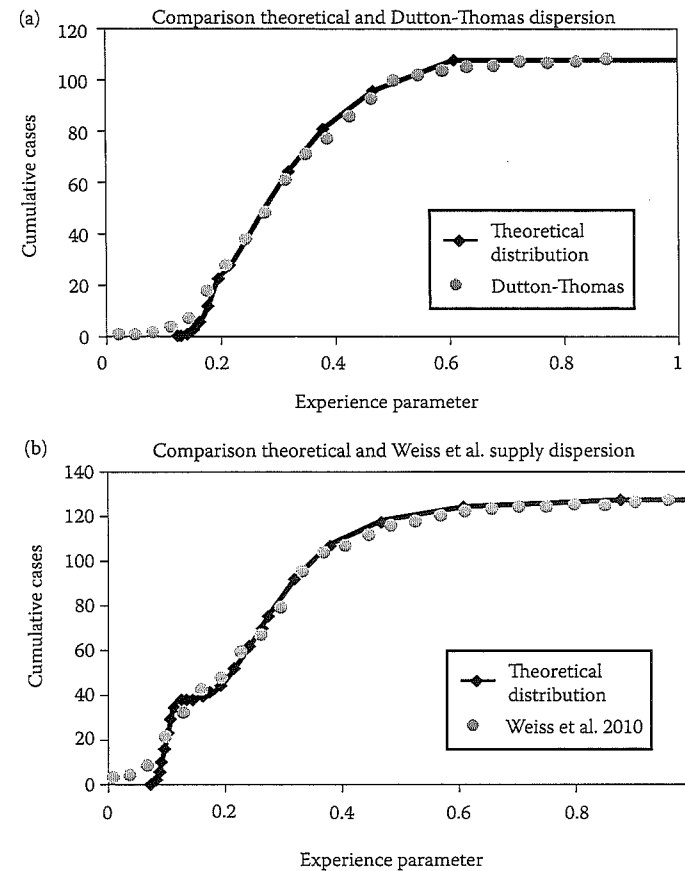 (a)
Comparison theoretical and Dutton-Thomas dispersion
120
100
80
60
40
20
0
Cumulative cases
Theoretical
distribution
Dutton-Thomas
0 0.2 0.4 0.6 0.8 1
Experience parameter
(b)
Comparison theoretical and Weiss et al. supply dispersion
140
120
100
80
60
40
20
0
Cumulative cases
Theoretical
distribution
Weiss et al. 2010
0 0.2 0.4 0.6 0.8
Experience parameter